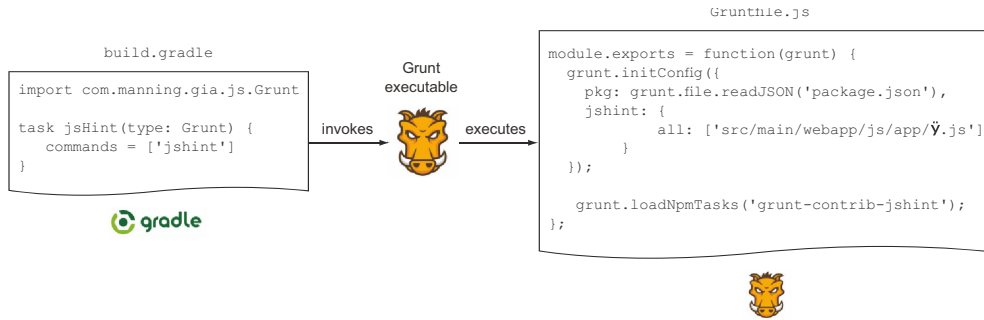 build.gradle
import com.manning.gia.js.Grunt
task jsHint(type: Grunt) {
commands = ['jshint']
}
gradle
invokes
Grunt
executable
executes
Gruntfile.js
module.exports = function(grunt) {
grunt.initConfig({
pkg: grunt.file.readJSON('package.json'),
jshint: {
all: ['src/main/webapp/js/app/Ÿ.js']
}
});
grunt.loadNpmTasks('grunt-contrib-jshint');
};